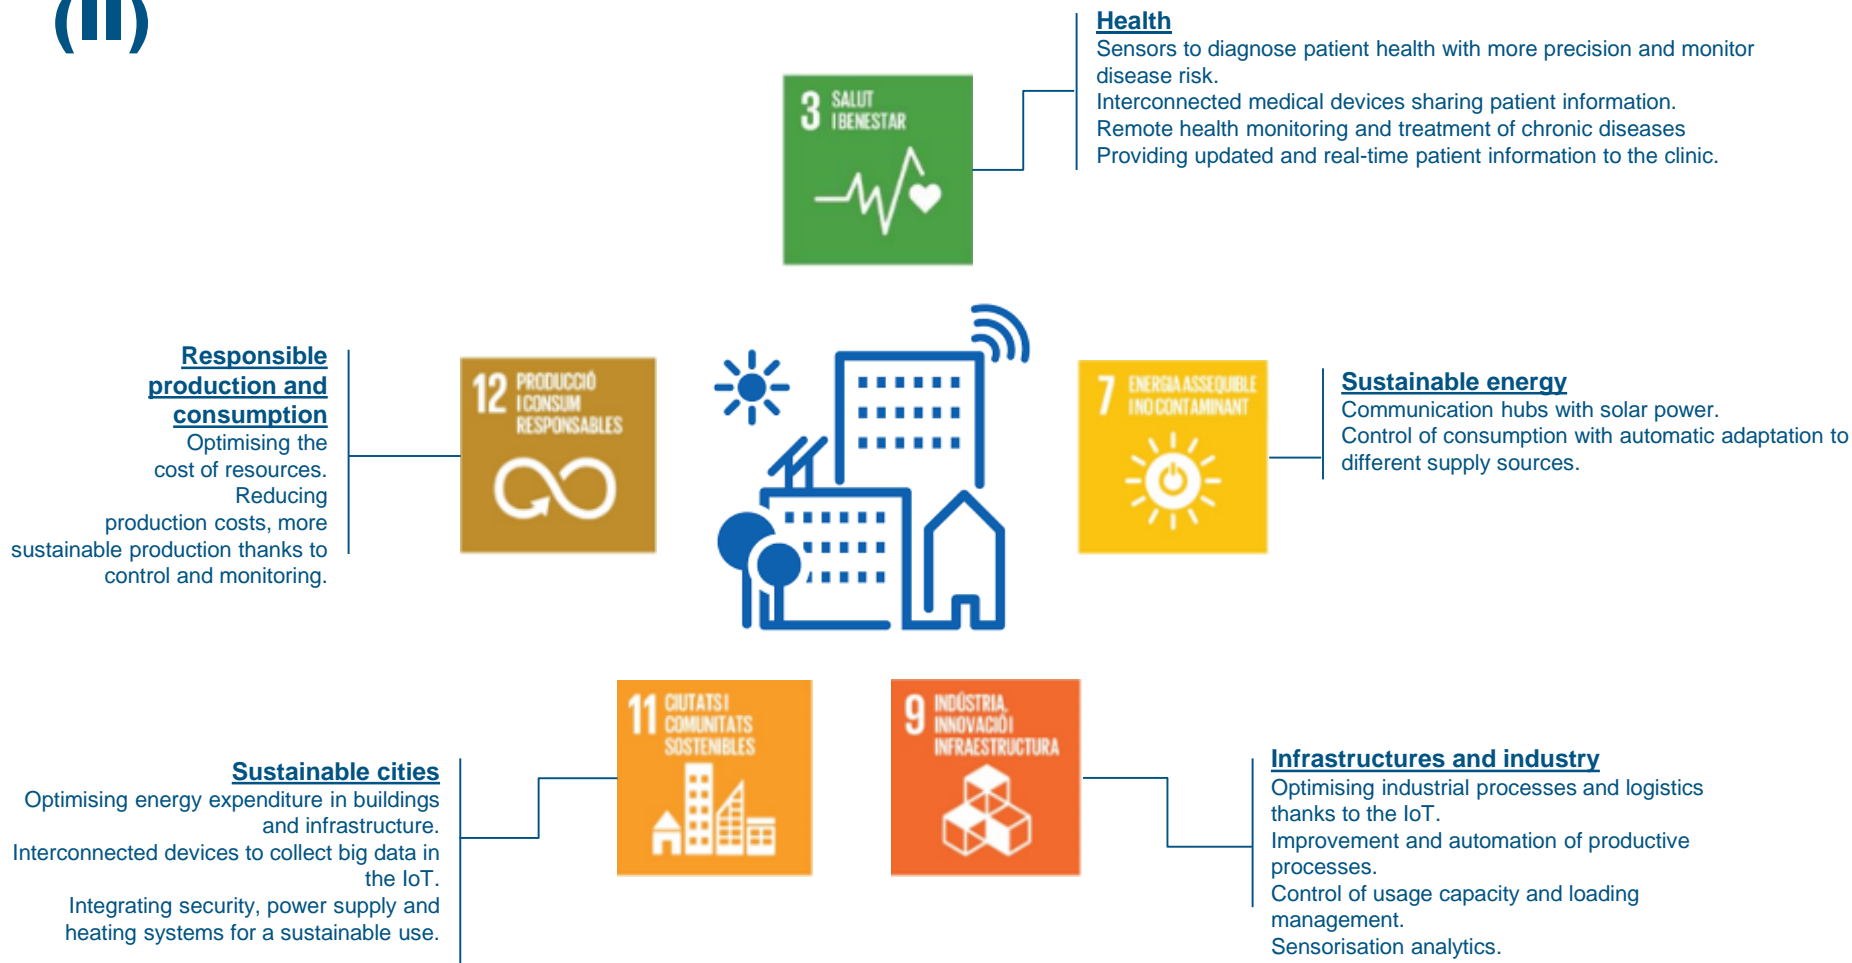 (II)
Health
Sensors to diagnose patient health with more precision and monitor
disease risk.
Interconnected medical devices sharing patient information.
Remote health monitoring and treatment of chronic diseases
Providing updated and real-time patient information to the clinic.
3 SALUT
I BENESTAR
Responsible
production and
consumption
Optimising the
cost of resources.
Reducing
production costs, more
sustainable production thanks to
control and monitoring.
12 PRODUCCIÓ
I CONSUM
RESPONSABLES
7 ENERGIA ASSEQUIBLE
I NO CONTAMINANT
Sustainable energy
Communication hubs with solar power.
Control of consumption with automatic adaptation to
different supply sources.
Sustainable cities
Optimising energy expenditure in buildings
and infrastructure.
Interconnected devices to collect big data in
the IoT.
Integrating security, power supply and
heating systems for a sustainable use.
11 CIUTATS I
COMUNITATS
SOSTENIBLES
9 INDÚSTRIA,
INNOVACIÓ I
INFRAESTRUCTURA
Infrastructures and industry
Optimising industrial processes and logistics
thanks to the IoT.
Improvement and automation of productive
processes.
Control of usage capacity and loading
management.
Sensorisation analytics.